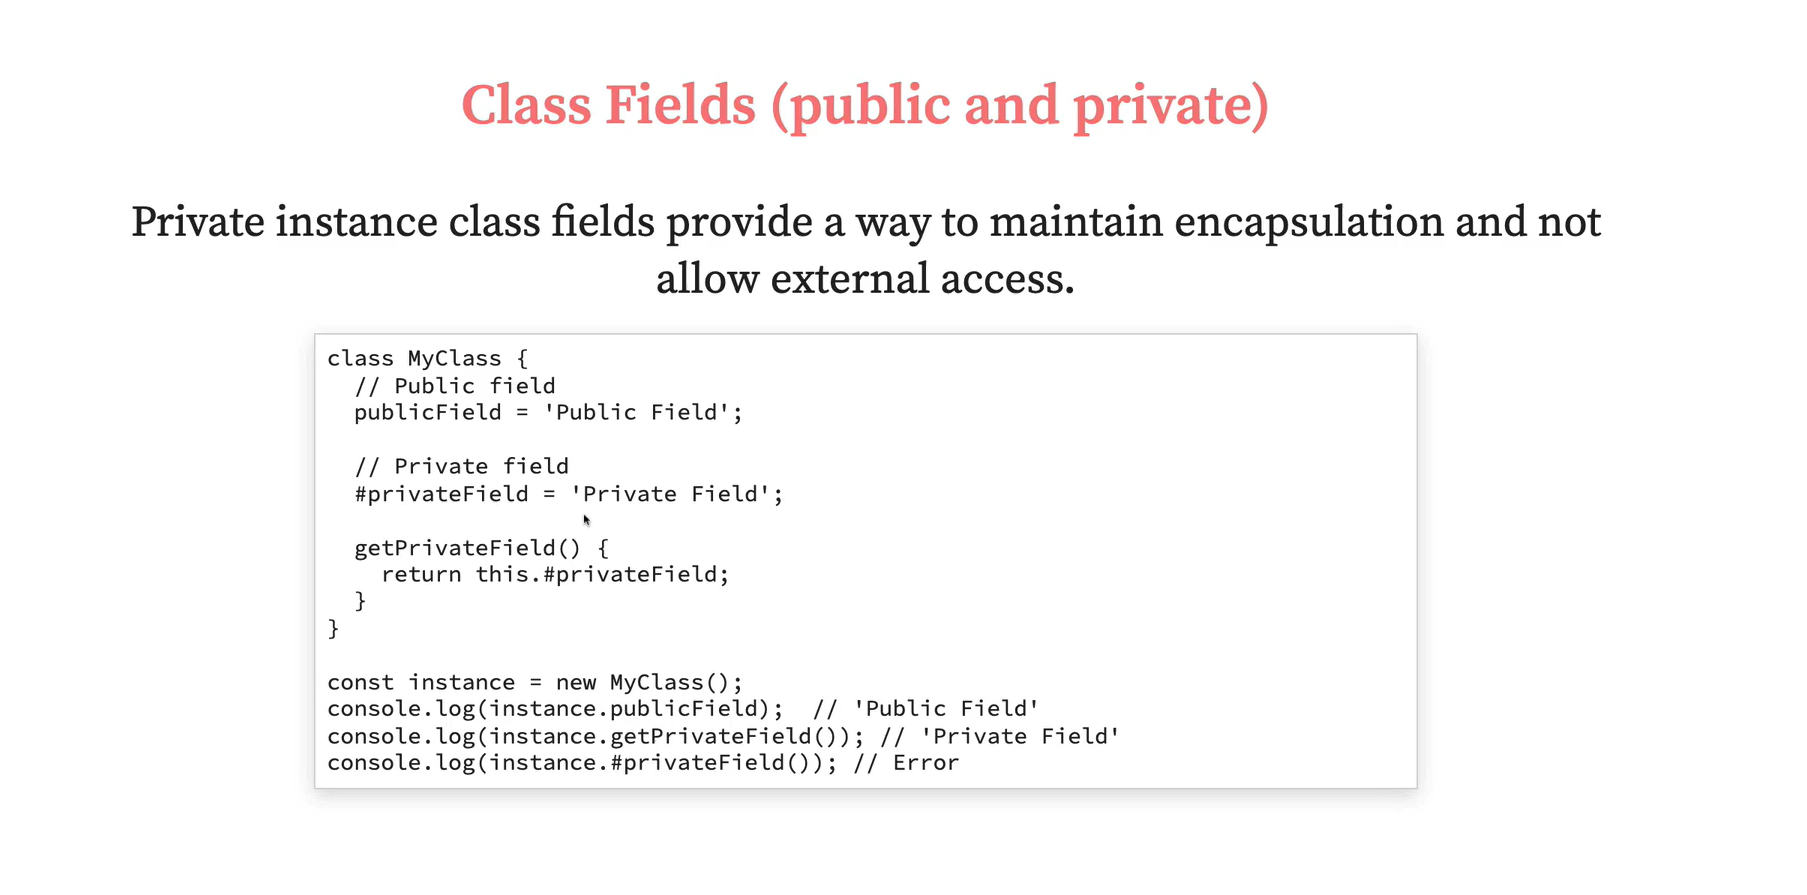 Class Fields (public and private)
Private instance class fields provide a way to maintain encapsulation and not
allow external access.
class MyClass {
  // Public field
  publicField = 'Public Field';
  // Private field
  #privateField = 'Private Field';
  getPrivateField() {
    return this.#privateField;
  }
}
const instance = new MyClass();
console.log(instance.publicField);  // 'Public Field'
console.log(instance.getPrivateField()); // 'Private Field'
console.log(instance.#privateField()); // Error